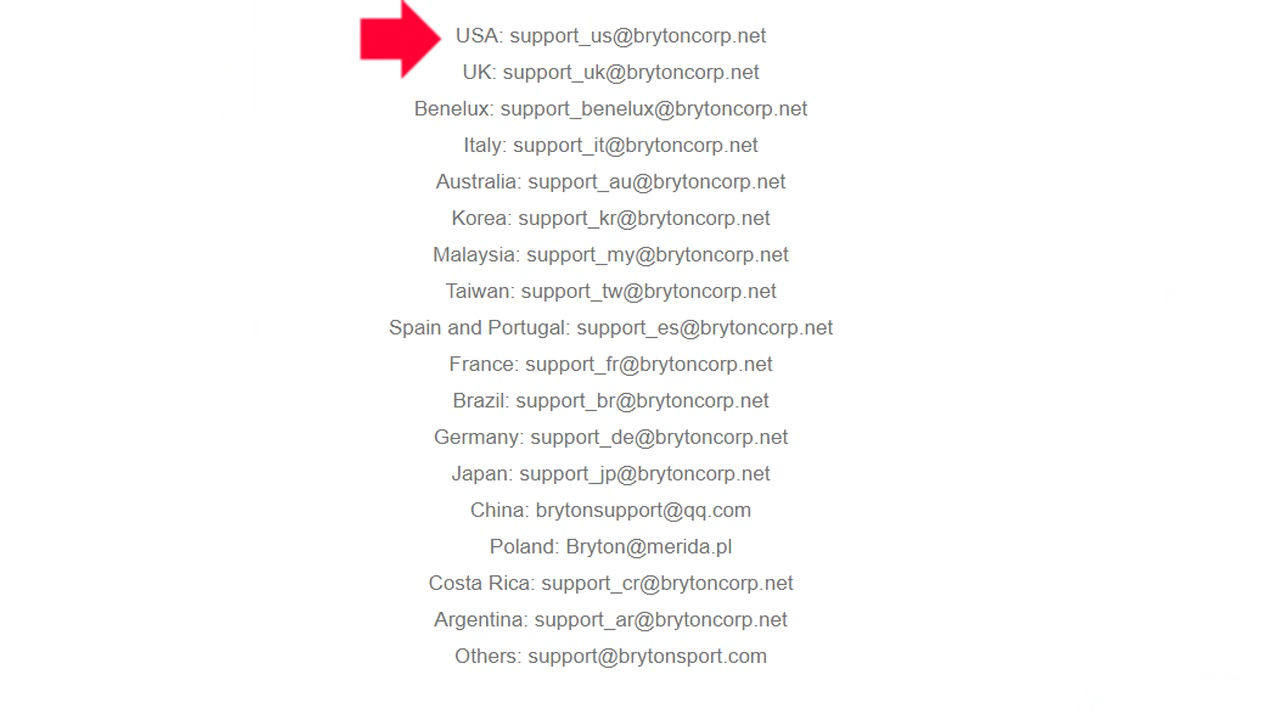 USA: support_us@brytoncorp.net
UK: support_uk@brytoncorp.net
Benelux: support_benelux@brytoncorp.net
Italy: support_it@brytoncorp.net
Australia: support_au@brytoncorp.net
Korea: support_kr@brytoncorp.net
Malaysia: support_my@brytoncorp.net
Taiwan: support_tw@brytoncorp.net
Spain and Portugal: support_es@brytoncorp.net
France: support_fr@brytoncorp.net
Brazil: support_br@brytoncorp.net
Germany: support_de@brytoncorp.net
Japan: support_jp@brytoncorp.net
China: brytonsupport@qq.com
Poland: Bryton@merida.pl
Costa Rica: support_cr@brytoncorp.net
Argentina: support_ar@brytoncorp.net
Others: support@brytonsport.com